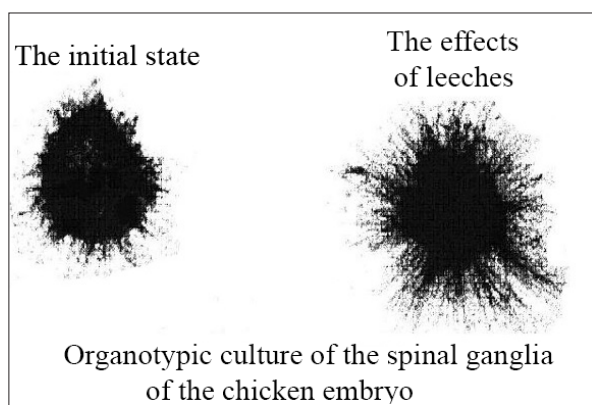 The initial state
The effects
of leeches
Organotypic culture of the spinal ganglia
of the chicken embryo